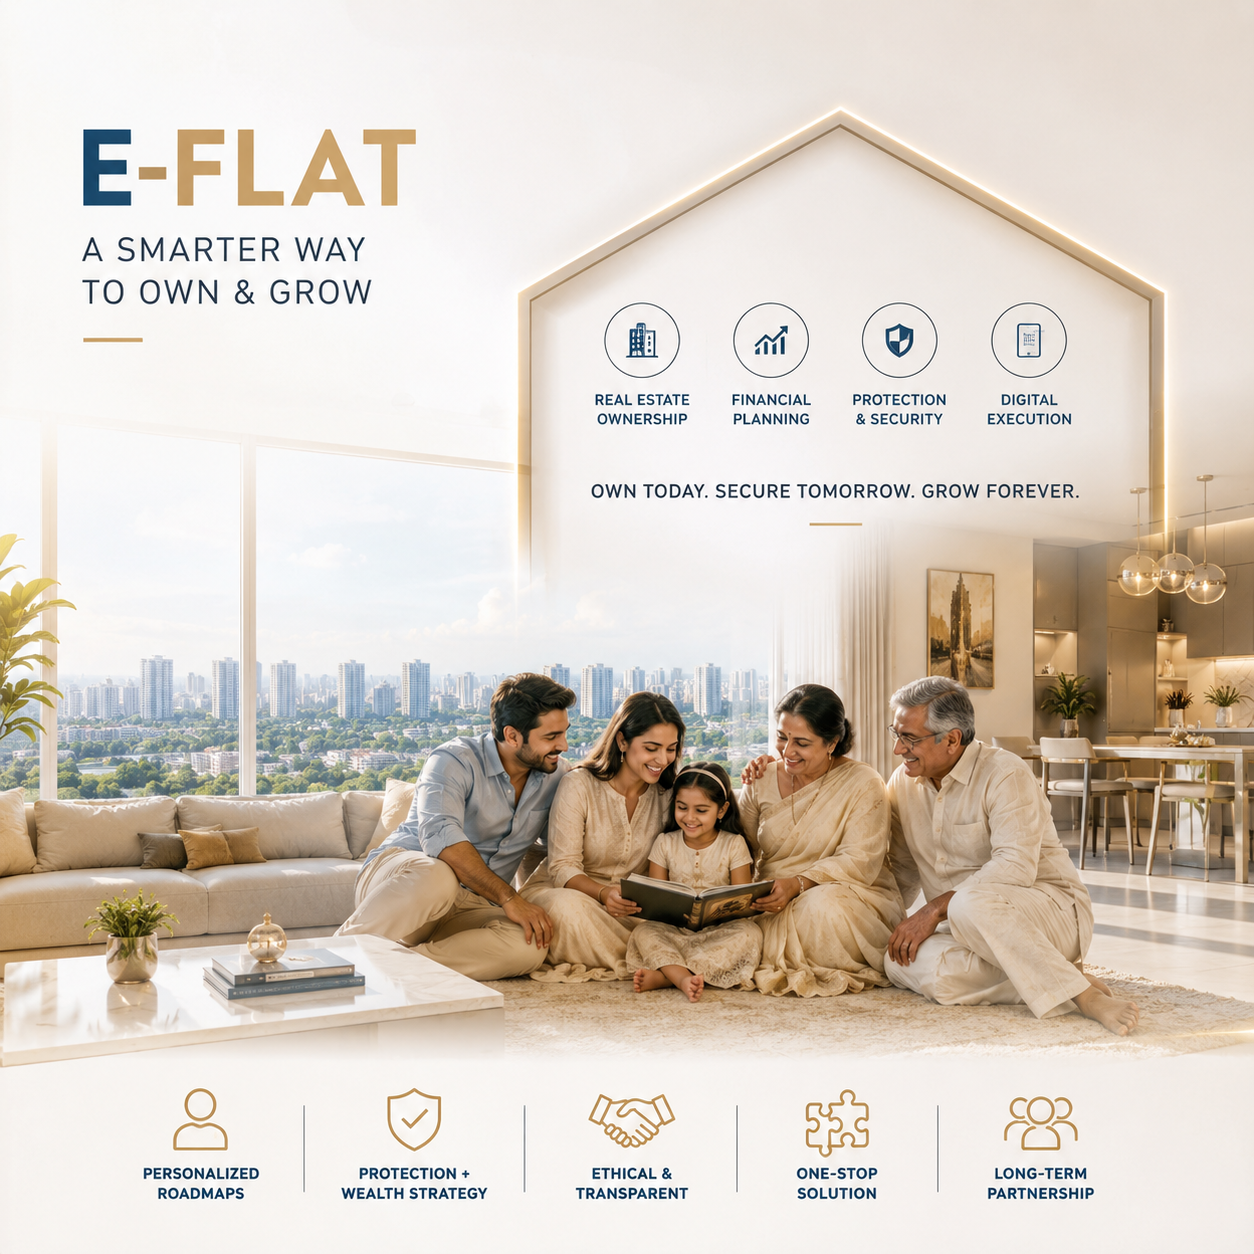 E-FLAT
A SMARTER WAY
TO OWN & GROW
REAL ESTATE
OWNERSHIP
FINANCIAL
PLANNING
PROTECTION
& SECURITY
DIGITAL
EXECUTION
OWN TODAY. SECURE TOMORROW. GROW FOREVER.
PERSONALIZED
ROADMAPS
PROTECTION +
WEALTH STRATEGY
ETHICAL &
TRANSPARENT
ONE-STOP
SOLUTION
LONG-TERM
PARTNERSHIP